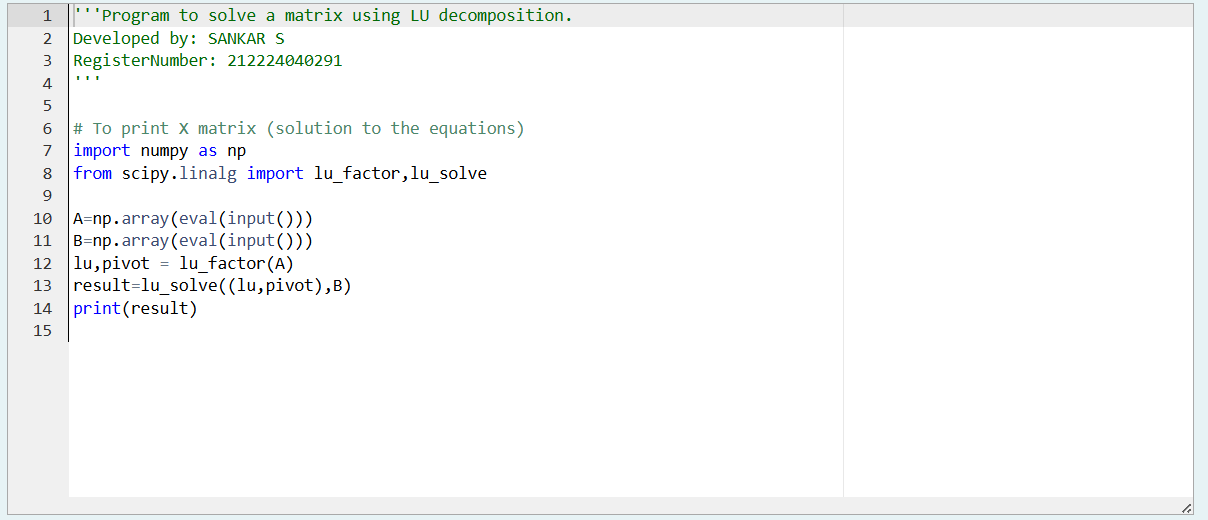 1 '''Program to solve a matrix using LU decomposition.
2 Developed by: SANKAR S
3 RegisterNumber: 212224040291
4 '''
5
6 # To print X matrix (solution to the equations)
7 import numpy as np
8 from scipy.linalg import lu_factor,lu_solve
9
10 A=np.array(eval(input()))
11 B=np.array(eval(input()))
12 lu,pivot = lu_factor(A)
13 result=lu_solve((lu,pivot),B)
14 print(result)
15